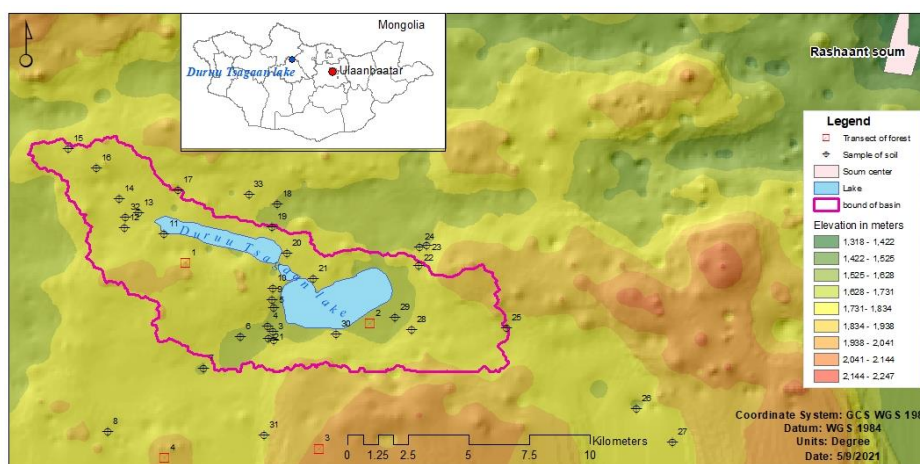 Mongolia
Duruu Tsagaan lake
Ulaanbaatar
Rashaant soum
Legend
Transect of forest
Sample of soil
Soum center
Lake
bound of basin
Elevation in meters
1,318 - 1,422
1,422 - 1,525
1,525 - 1,628
1,628 - 1,731
1,731- 1,834
1,834 - 1,938
1,938 - 2,041
2,041 - 2,144
2,144 - 2,247
15
16
17
33
18
14
32
13
12
11
19
24
23
20
22
1
Duruu Tsagaan lake
21
10
9
5
4
3
2
1
6
30
2
29
28
25
7
8
31
26
27
4
3
Kilometers
0 1.25 2.5 5 7.5 10
Coordinate System: GCS WGS 198
Datum: WGS 1984
Units: Degree
Date: 5/9/2021